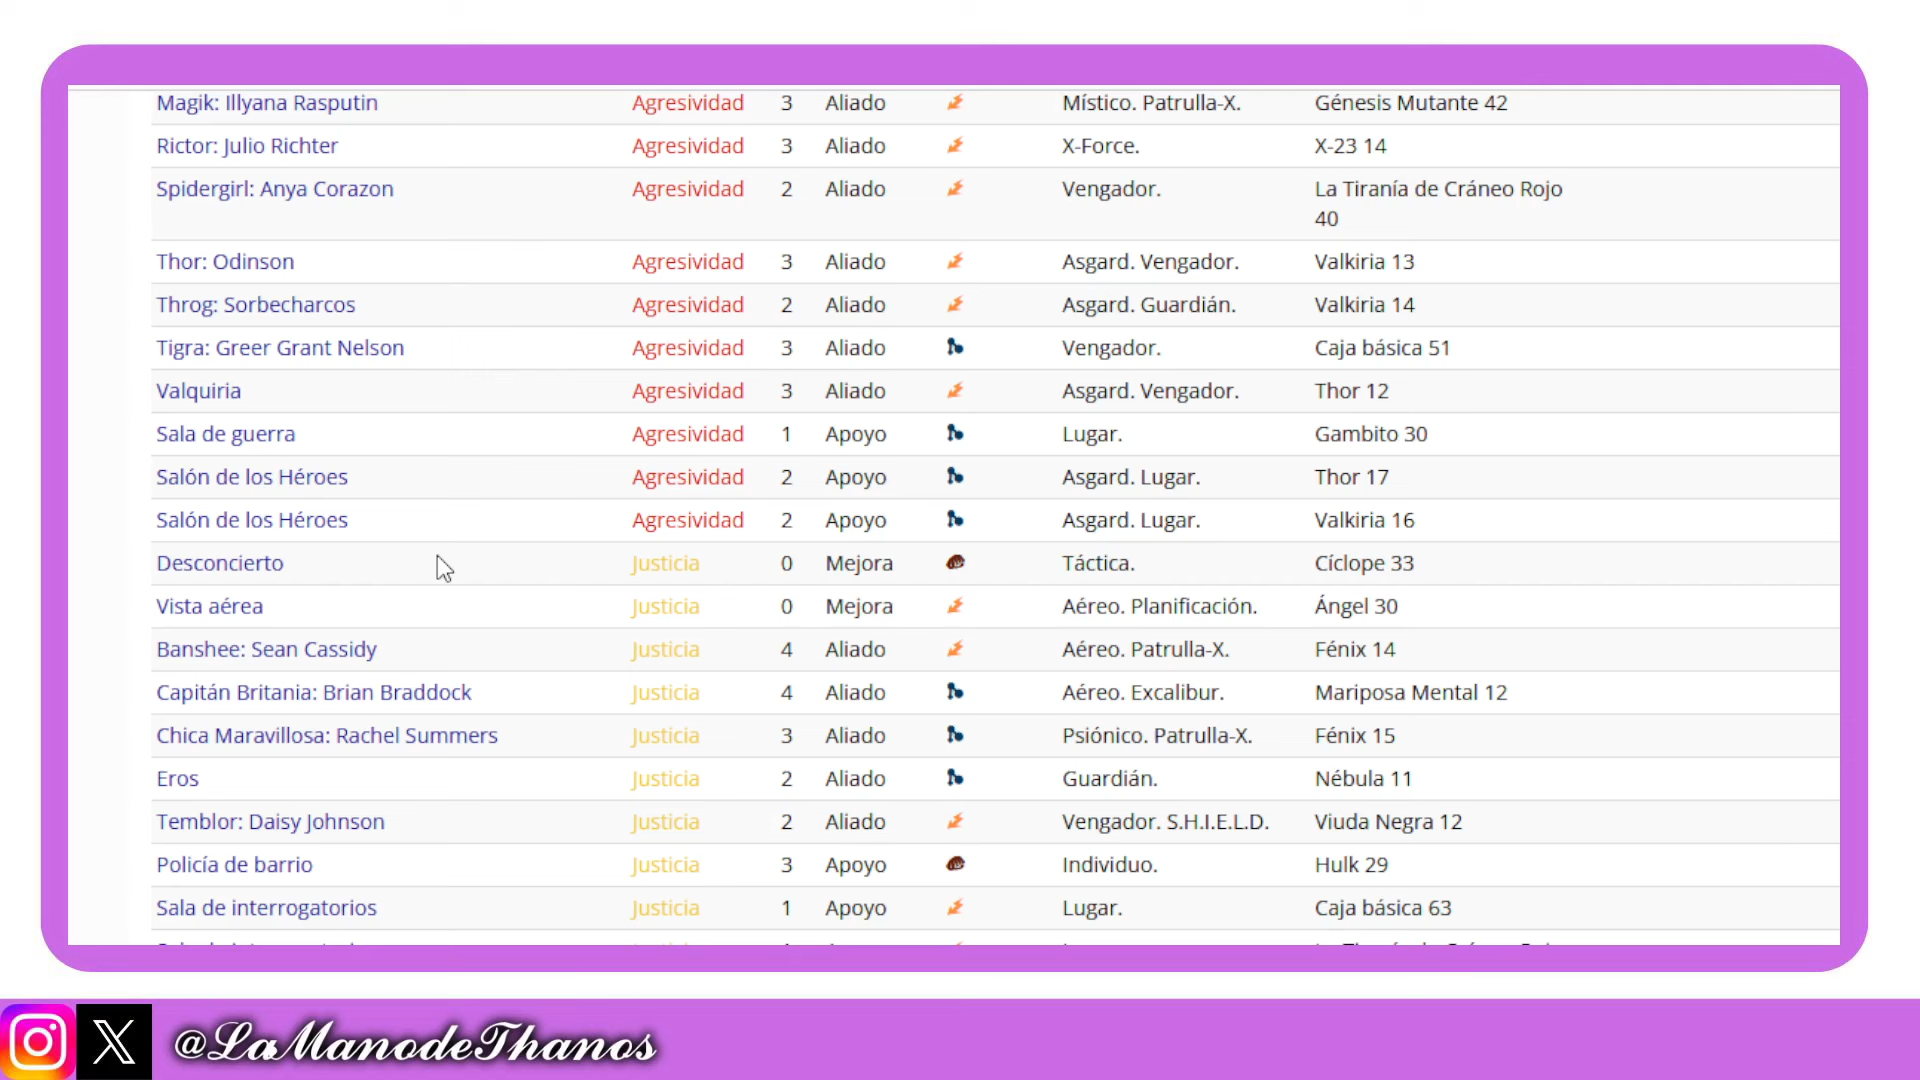 Magik: Illyana Rasputin Agresividad 3 Aliado Místico. Patrulla-X. Génesis Mutante 42
Rictor: Julio Richter Agresividad 3 Aliado X-Force. X-23 14
Spidergirl: Anya Corazon Agresividad 2 Aliado Vengador. La Tiranía de Cráneo Rojo
40
Thor: Odinson Agresividad 3 Aliado Asgard. Vengador. Valkiria 13
Throg: Sorbecharcos Agresividad 2 Aliado Asgard. Guardián. Valkiria 14
Tigra: Greer Grant Nelson Agresividad 3 Aliado Vengador. Caja básica 51
Valquiria Agresividad 3 Aliado Asgard. Vengador. Thor 12
Sala de guerra Agresividad 1 Apoyo Lugar. Gambito 30
Salón de los Héroes Agresividad 2 Apoyo Asgard. Lugar. Thor 17
Salón de los Héroes Agresividad 2 Apoyo Asgard. Lugar. Valkiria 16
Desconcierto Justicia 0 Mejora Táctica. Cíclope 33
Vista aérea Justicia 0 Mejora Aéreo. Planificación. Ángel 30
Banshee: Sean Cassidy Justicia 4 Aliado Aéreo. Patrulla-X. Fénix 14
Capitán Britania: Brian Braddock Justicia 4 Aliado Aéreo. Excalibur. Mariposa Mental 12
Chica Maravillosa: Rachel Summers Justicia 3 Aliado Psiónico. Patrulla-X. Fénix 15
Eros Justicia 2 Aliado Guardián. Nébula 11
Temblor: Daisy Johnson Justicia 2 Aliado Vengador. S.H.I.E.L.D. Viuda Negra 12
Policía de barrio Justicia 3 Apoyo Individuo. Hulk 29
Sala de interrogatorios Justicia 1 Apoyo Lugar. Caja básica 63
@LaManodeThanos